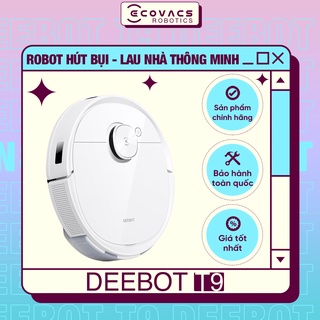 ECOVACS
ROBOTICS
ROBOT HÚT BỤI - LAU NHÀ THÔNG MINH
Sản phẩm
chính hãng
Bảo hành
toàn quốc
Giá tốt
nhất
DEEBOT
DEEBOT T9